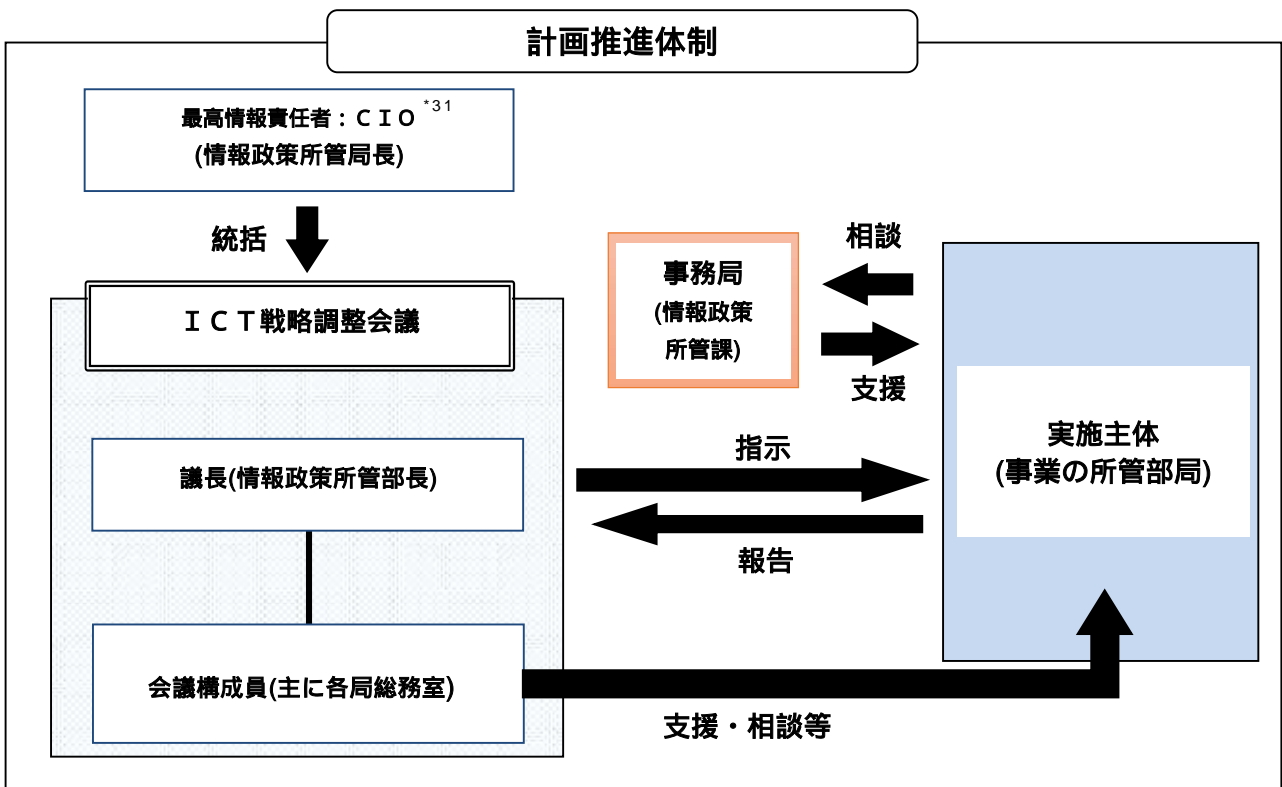 計画推進体制
最高情報責任者：ＣＩＯ*31
(情報政策所管局長)
統括
ＩＣＴ戦略調整会議
議長(情報政策所管部長)
会議構成員(主に各局総務室)
事務局
(情報政策
所管課)
相談
支援
指示
報告
実施主体
(事業の所管部局)
支援・相談等